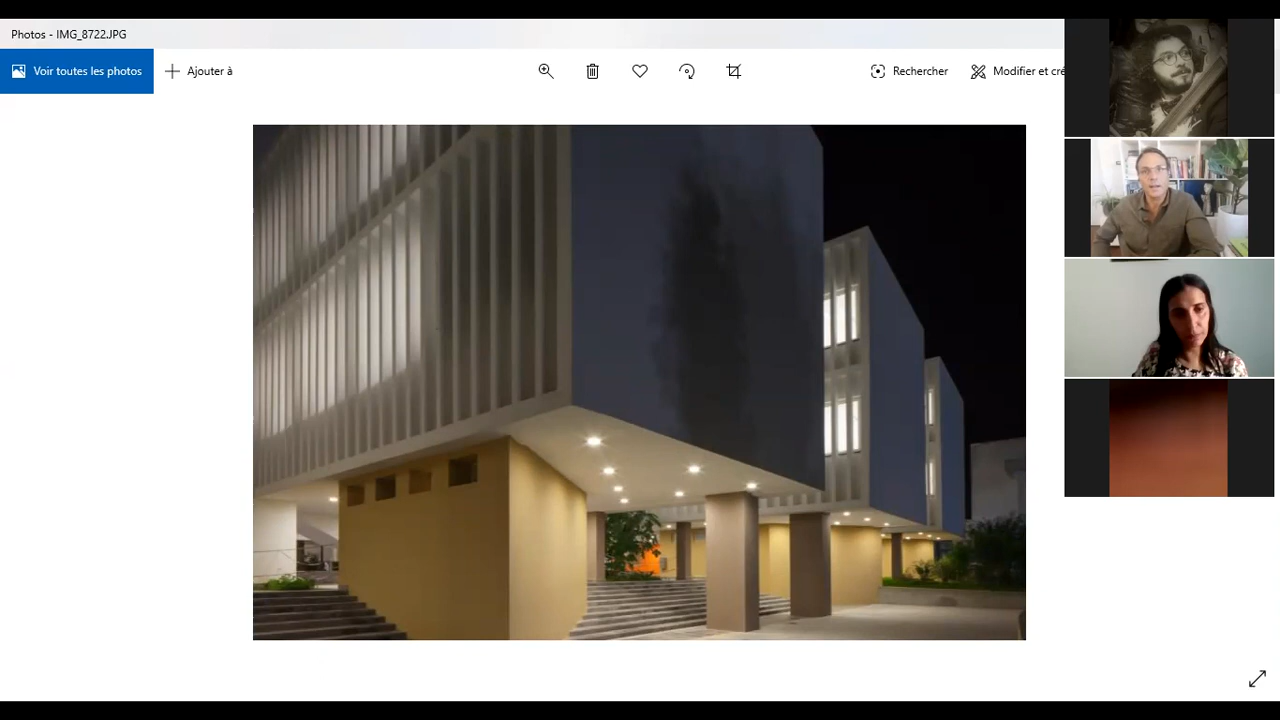 Photos - IMG_8722.JPG
Voir toutes les photos
Ajouter à
Rechercher
Modifier et cré